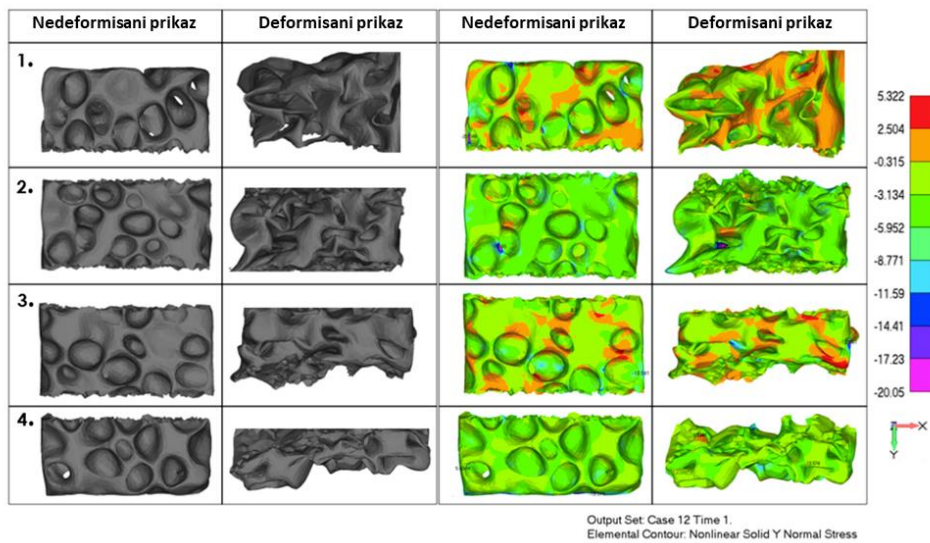 Nedeformisani prikaz
Deformisani prikaz
Nedeformisani prikaz
Deformisani prikaz
1.
2.
3.
4.
5.322
2.504
-0.315
-3.134
-5.952
-8.771
-11.59
-14.41
-17.23
-20.05
X
Y
Output Set: Case 12 Time 1.
Elemental Contour: Nonlinear Solid Y Normal Stress